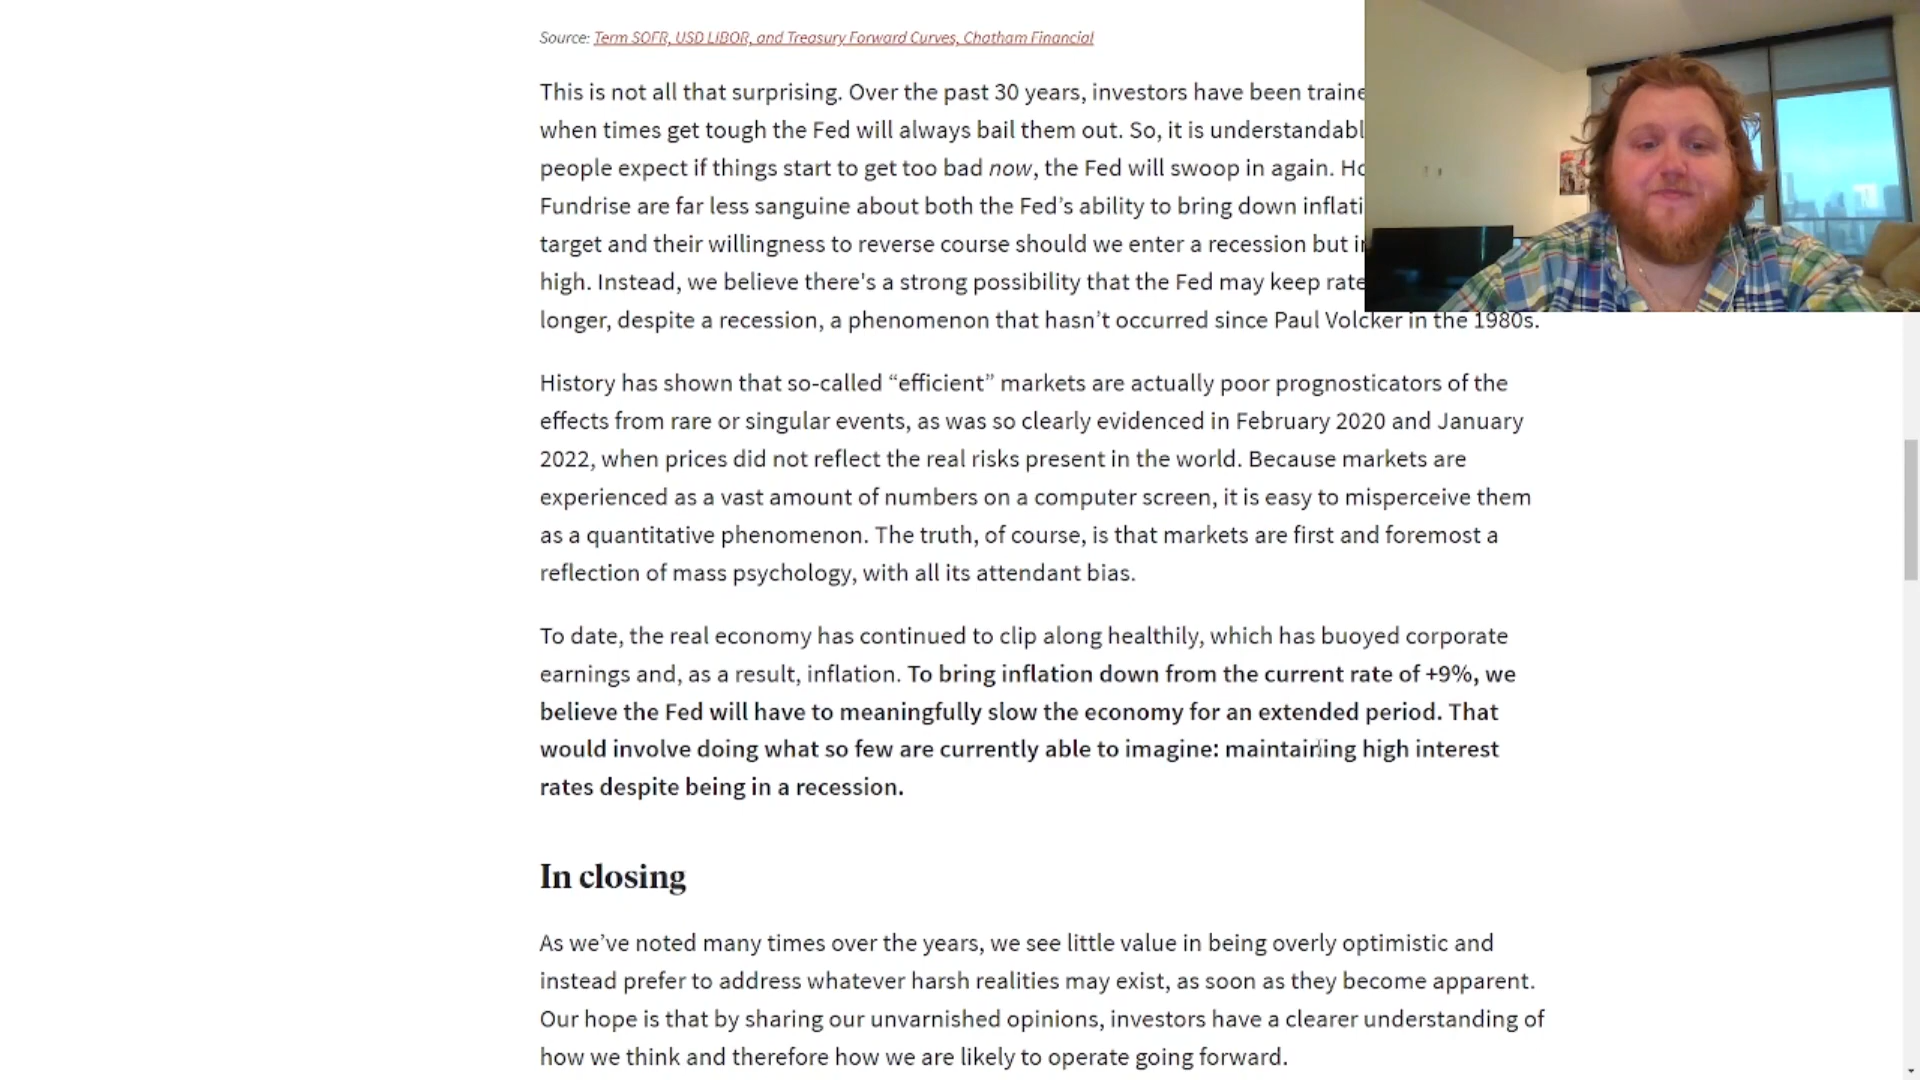 Source: Term SOFR, USD LIBOR, and Treasury Forward Curves, Chatham Financial
This is not all that surprising. Over the past 30 years, investors have been
when times get tough the Fed will always bail them out. So, it is
people expect if things start to get too bad now, the Fed will swoop in again.
Fundrise are far less sanguine about both the Fed’s ability to bring down
target and their willingness to reverse course should we enter a recession but
high. Instead, we believe there's a strong possibility that the Fed may keep
longer, despite a recession, a phenomenon that hasn’t occurred since Paul Volcker in the 1980s.
History has shown that so-called “efficient” markets are actually poor prognosticators of the
effects from rare or singular events, as was so clearly evidenced in February 2020 and January
2022, when prices did not reflect the real risks present in the world. Because markets are
experienced as a vast amount of numbers on a computer screen, it is easy to misperceive them
as a quantitative phenomenon. The truth, of course, is that markets are first and foremost a
reflection of mass psychology, with all its attendant bias.
To date, the real economy has continued to clip along healthily, which has buoyed corporate
earnings and, as a result, inflation. To bring inflation down from the current rate of +9%, we
believe the Fed will have to meaningfully slow the economy for an extended period. That
would involve doing what so few are currently able to imagine: maintaining high interest
rates despite being in a recession.
In closing
As we’ve noted many times over the years, we see little value in being overly optimistic and
instead prefer to address whatever harsh realities may exist, as soon as they become apparent.
Our hope is that by sharing our unvarnished opinions, investors have a clearer understanding of
how we think and therefore how we are likely to operate going forward.